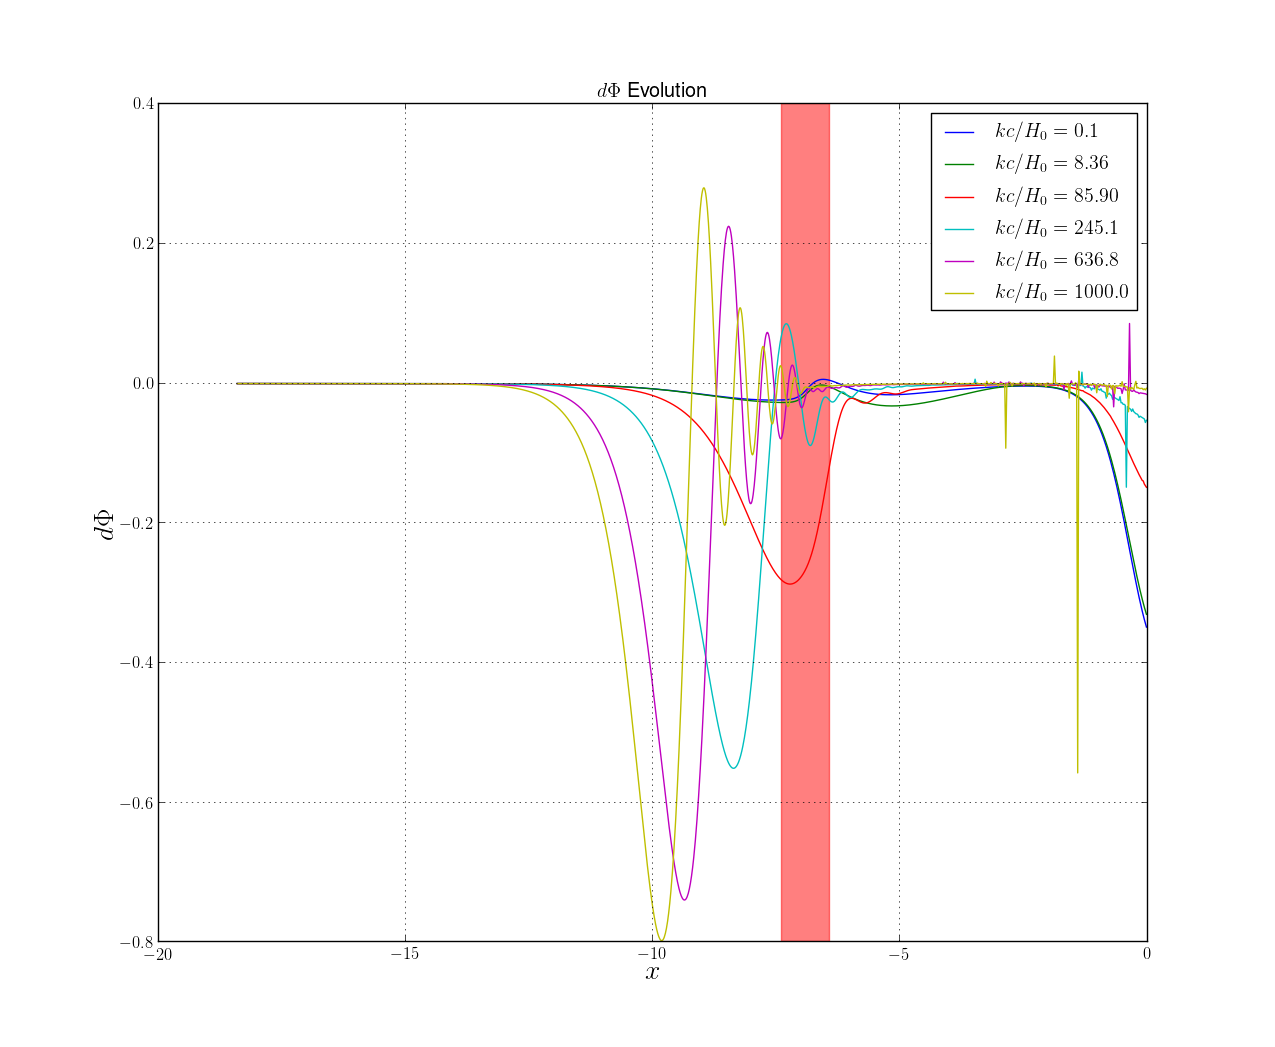 dΦ Evolution
0.4
0.2
0.0
−0.2
−0.4
−0.6
−0.8
dΦ
kc/H₀ = 0.1
kc/H₀ = 8.36
kc/H₀ = 85.90
kc/H₀ = 245.1
kc/H₀ = 636.8
kc/H₀ = 1000.0
−20 −15 −10 −5 0
x